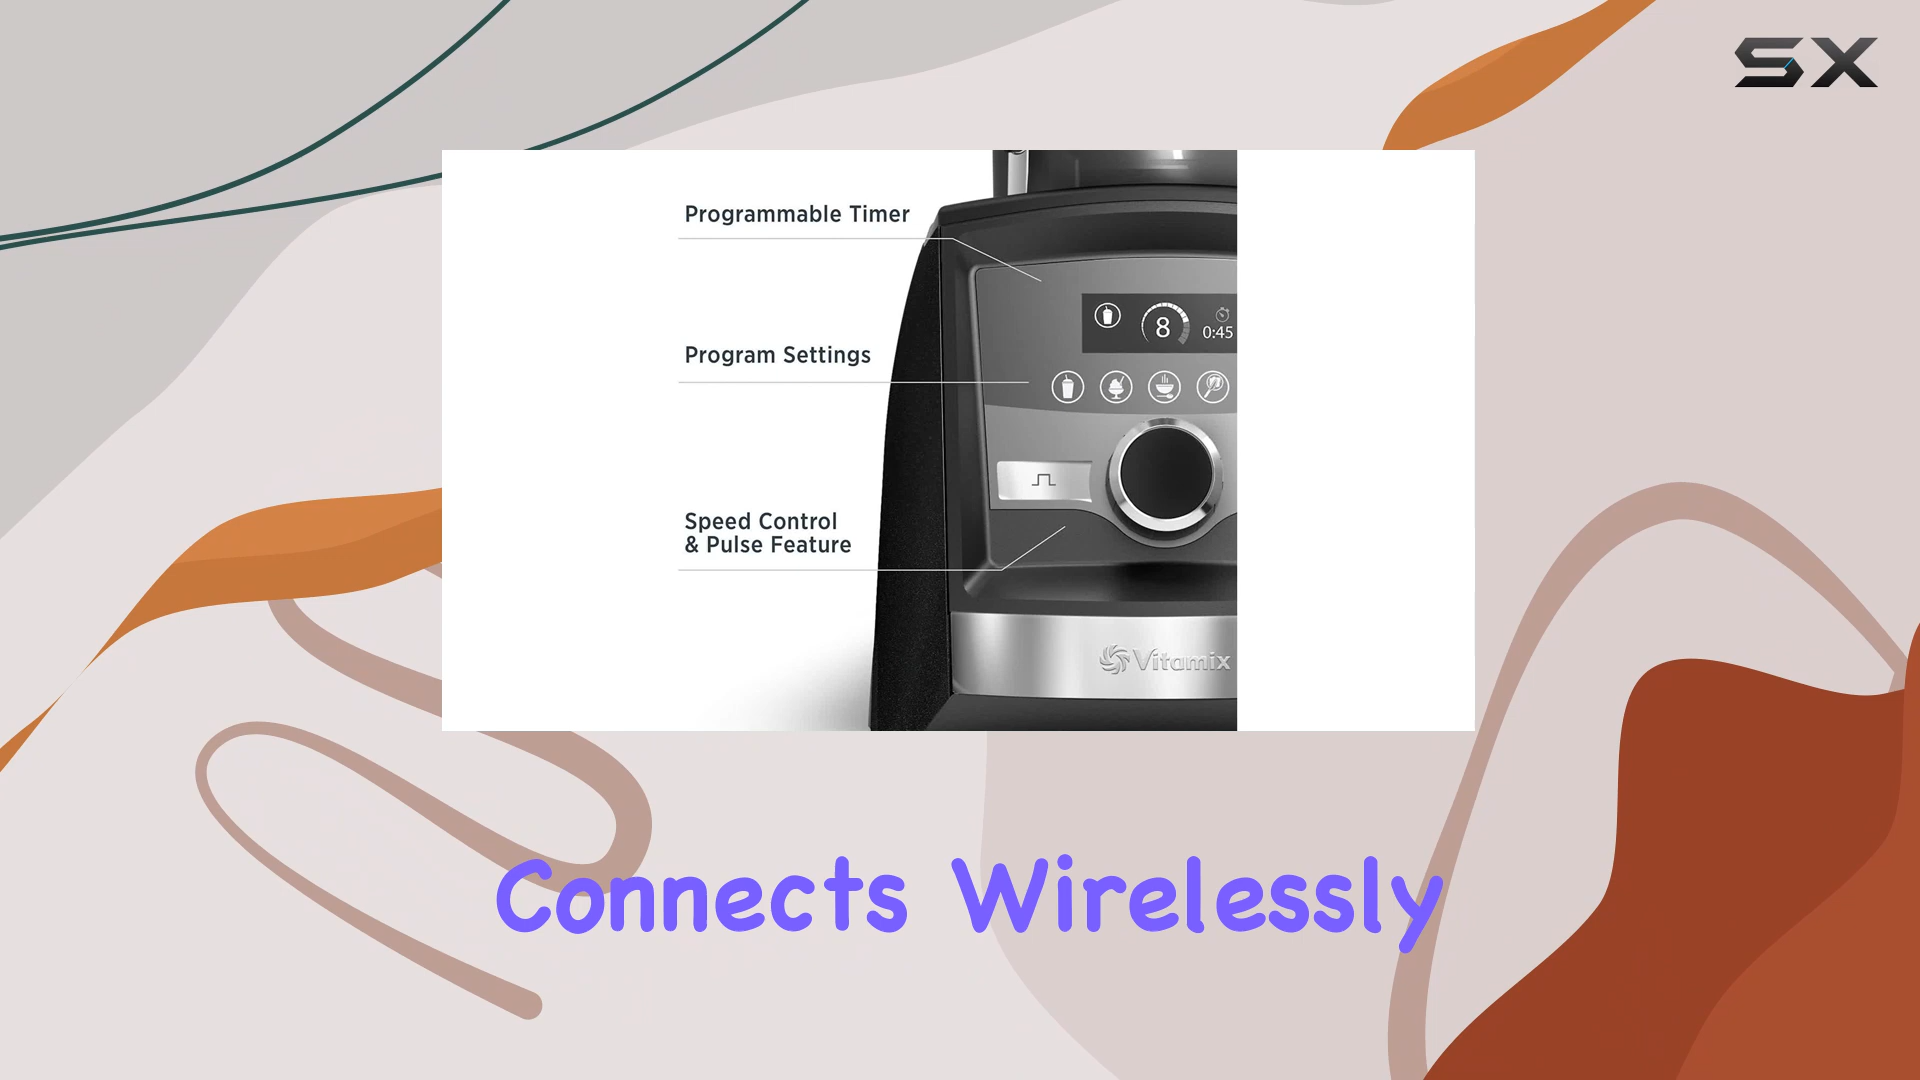 SX
Programmable Timer
8
0:45
Program Settings
Speed Control
& Pulse Feature
Vitamix
Connects Wirelessly